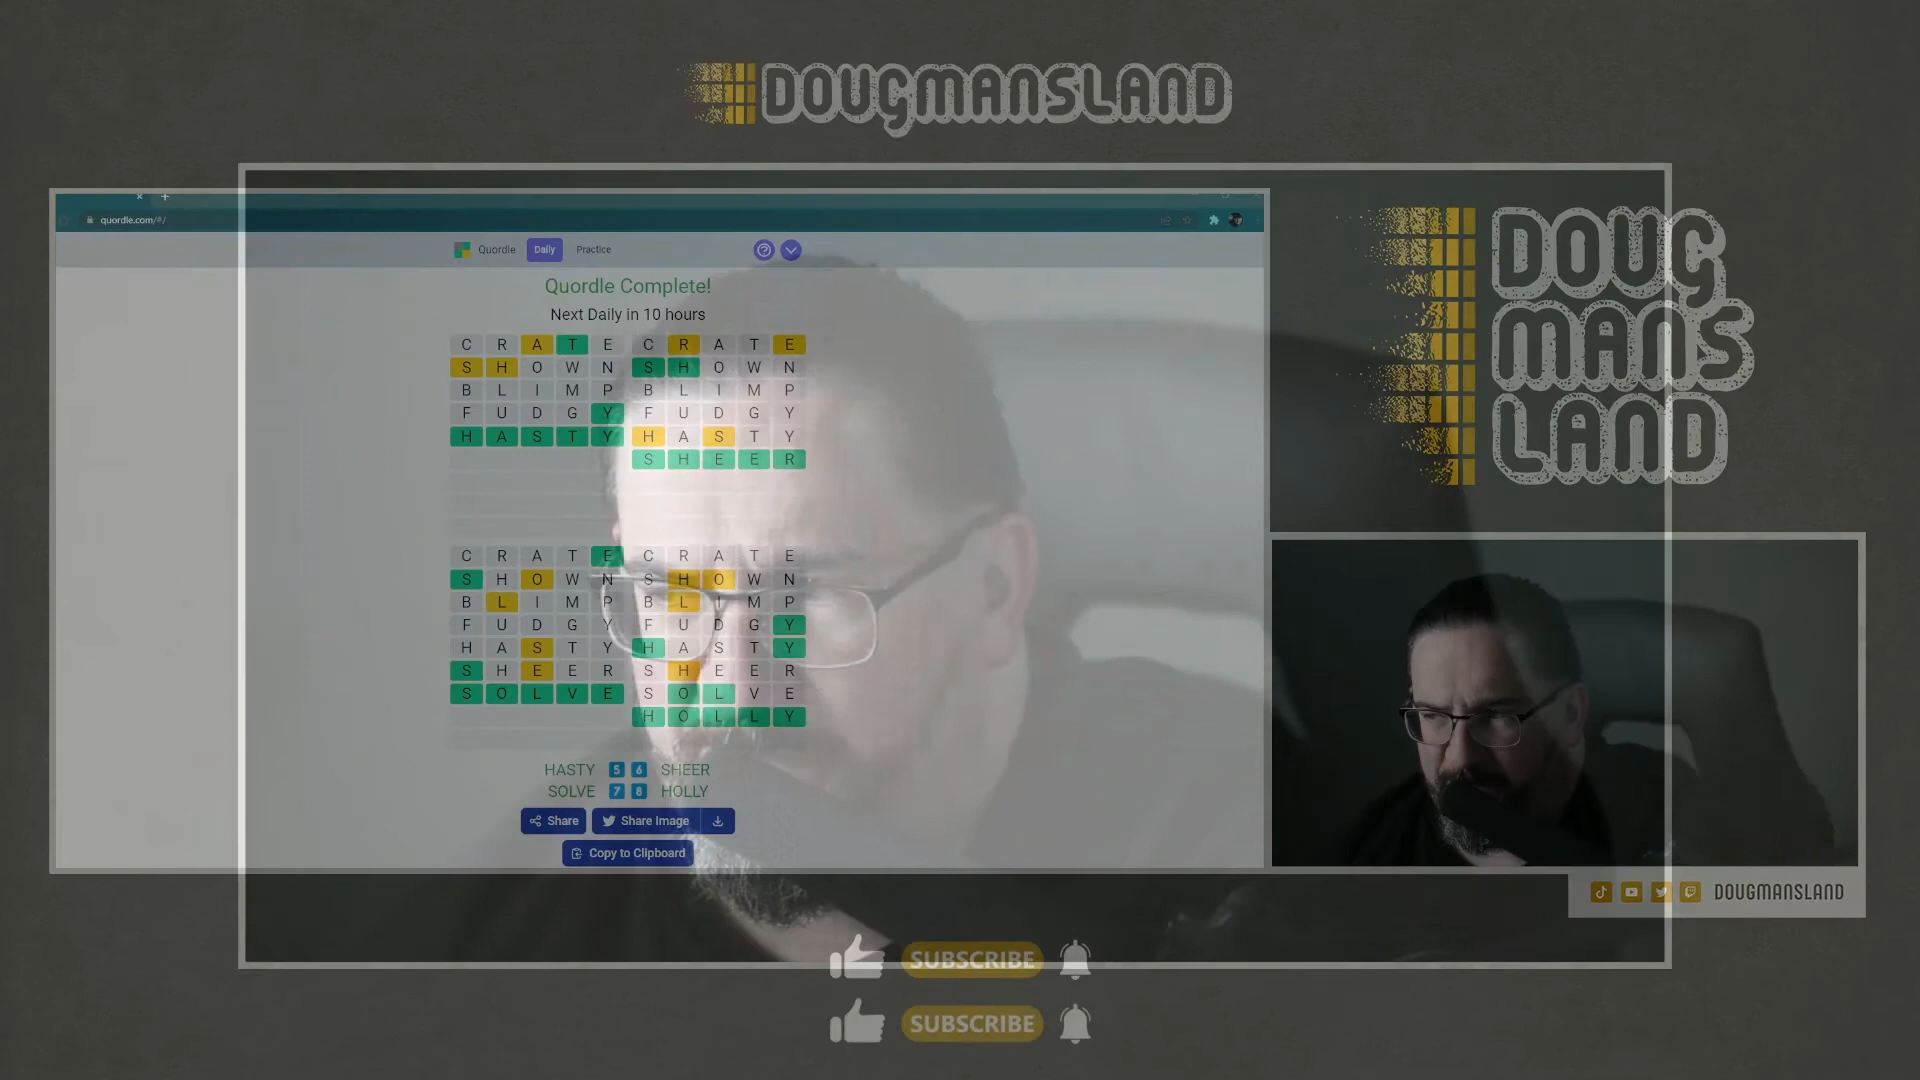 DOUGMANSLAND
quordle.com/#/
Quordle Daily Practice
Quordle Complete!
Next Daily in 10 hours
C R A T E C R A T E
S H O W N S H O W N
B L I M P B L I M P
F U D G Y F U D G Y
H A S T Y H A S T Y
S H E E R
C R A T E C R A T E
S H O W N S H O W N
B L I M P B L I M P
F U D G Y F U D G Y
H A S T Y H A S T Y
S H E E R S H E E R
S O L V E S O L V E
H O L L Y
HASTY 5 6 SHEER
SOLVE 7 8 HOLLY
Share Share Image
Copy to Clipboard
DOUG
MANS
LAND
DOUGMANSLAND
SUBSCRIBE
SUBSCRIBE